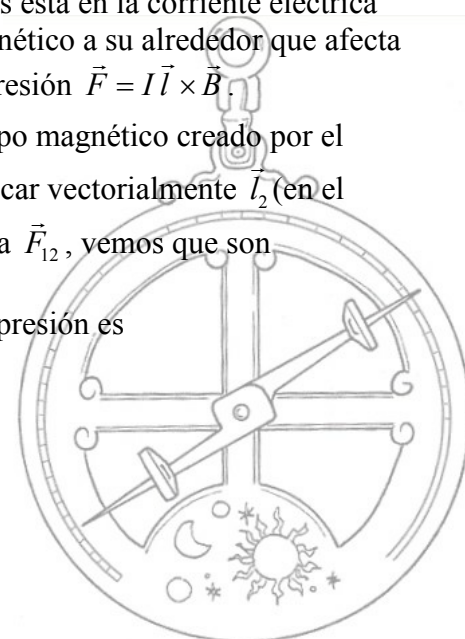 s está en la corriente eléctrica
nético a su alrededor que afecta
resión $\vec{F} = I\,\vec{l} \times \vec{B}$.
po magnético creado por el
car vectorialmente $\vec{l}_2$ (en el
a $\vec{F}_{12}$, vemos que son
presión es